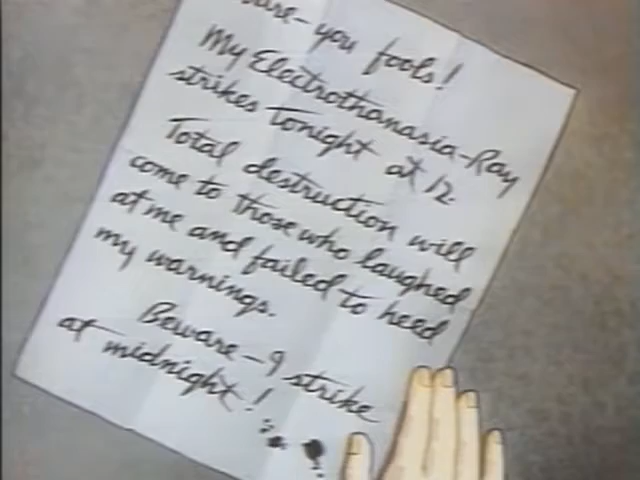 you fools!
My Electrothanasia-Ray
strikes tonight at 12.
Total destruction will
come to those who laughed
at me and failed to heed
my warnings.
Beware-I strike
at midnight!